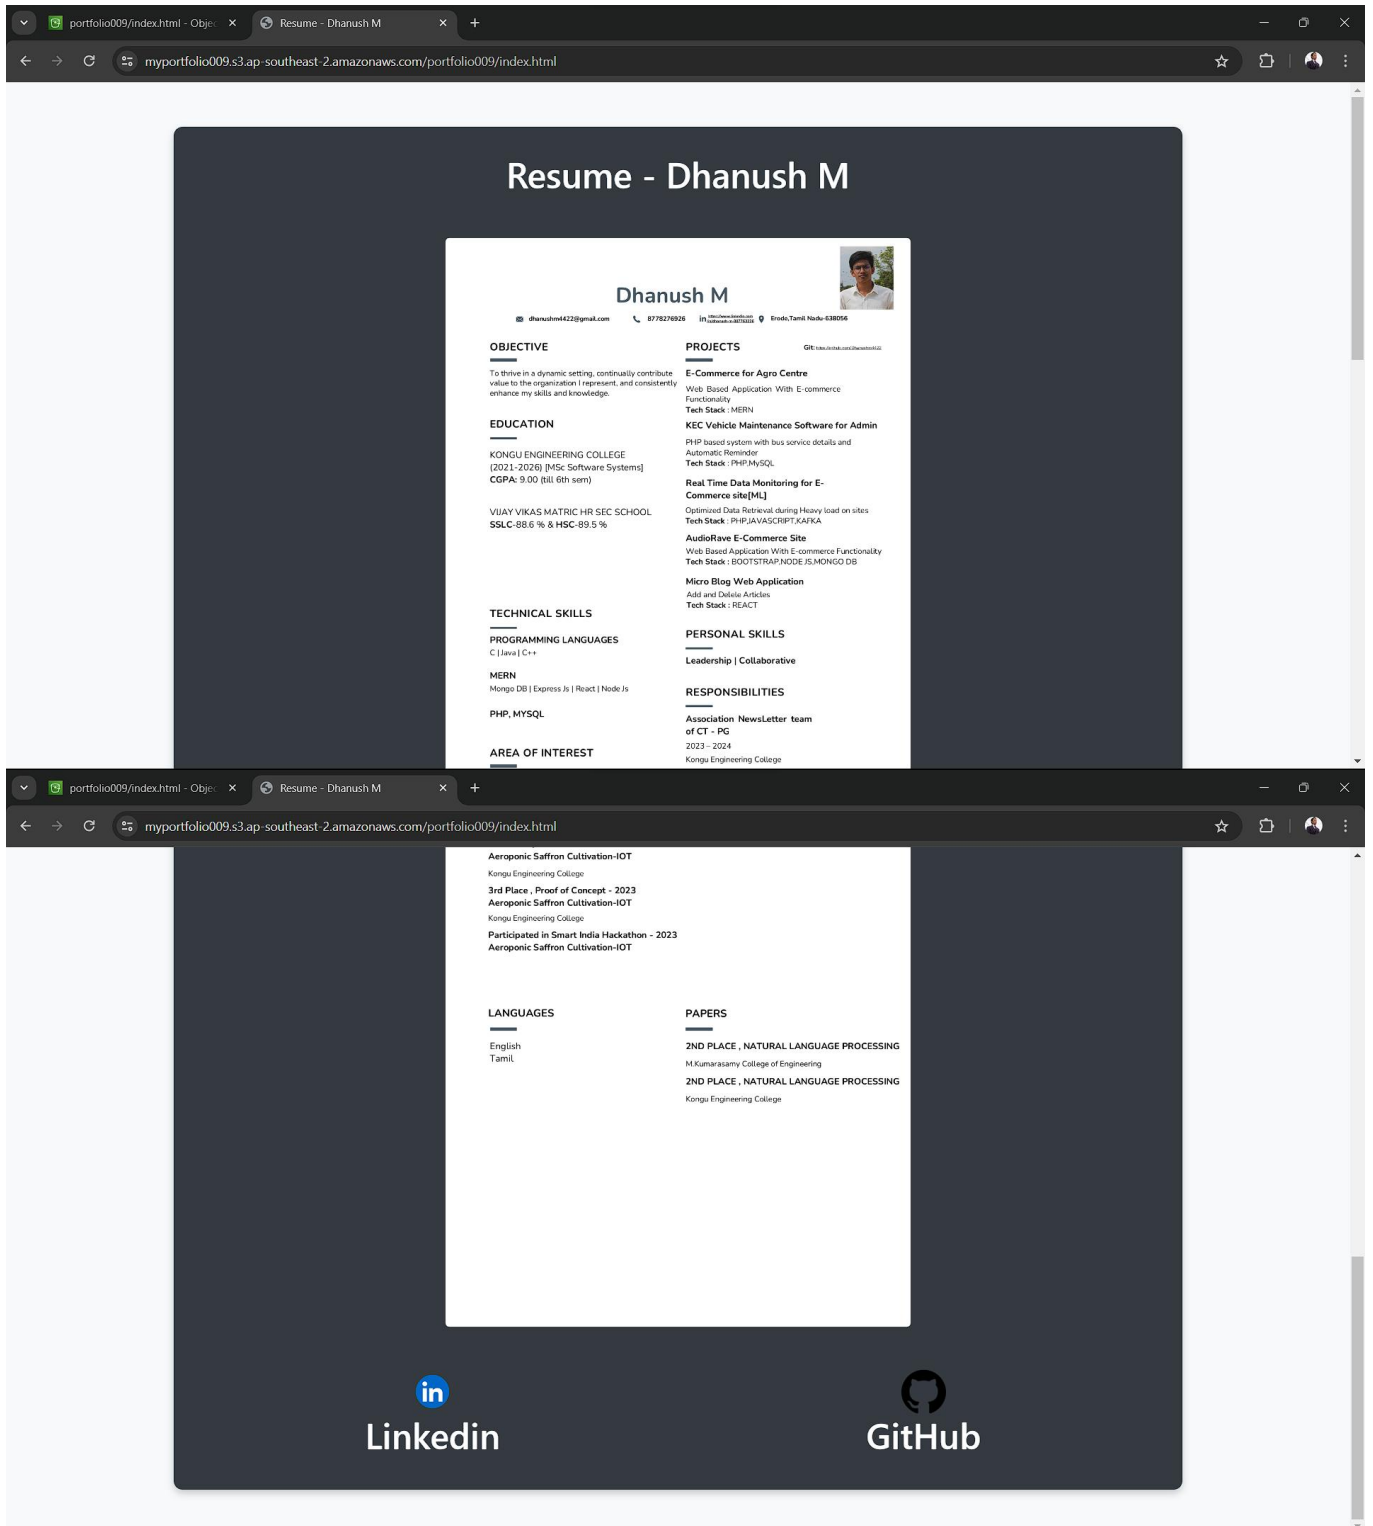 portfolio009/index.html - Objec
Resume - Dhanush M
myportfolio009.s3.ap-southeast-2.amazonaws.com/portfolio009/index.html
Resume - Dhanush M
Dhanush M
dhanushm4422@gmail.com
8778276926
in
Erode,Tamil Nadu-638056
OBJECTIVE
To thrive in a dynamic setting, continually contribute
value to the organization I represent, and consistently
enhance my skills and knowledge.
EDUCATION
KONGU ENGINEERING COLLEGE
(2021-2026) [MSc Software Systems]
CGPA: 9.00 (till 6th sem)
VIJAY VIKAS MATRIC HR SEC SCHOOL
SSLC-88.6 % & HSC-89.5 %
TECHNICAL SKILLS
PROGRAMMING LANGUAGES
C | Java | C++
MERN
Mongo DB | Express Js | React | Node Js
PHP, MYSQL
AREA OF INTEREST
PROJECTS
Git:
E-Commerce for Agro Centre
Web Based Application With E-commerce
Functionality
Tech Stack : MERN
KEC Vehicle Maintenance Software for Admin
PHP based system with bus service details and
Automatic Reminder
Tech Stack : PHP,MySQL
Real Time Data Monitoring for E-
Commerce site[ML]
Optimized Data Retrieval during Heavy load on sites
Tech Stack : PHP,JAVASCRIPT,KAFKA
AudioRave E-Commerce Site
Web Based Application With E-commerce Functionality
Tech Stack : BOOTSTRAP,NODE JS,MONGO DB
Micro Blog Web Application
Add and Delele Articles
Tech Stack : REACT
PERSONAL SKILLS
Leadership | Collaborative
RESPONSIBILITIES
Association NewsLetter team
of CT - PG
2023 – 2024
Kongu Engineering College
portfolio009/index.html - Objec
Resume - Dhanush M
myportfolio009.s3.ap-southeast-2.amazonaws.com/portfolio009/index.html
Aeroponic Saffron Cultivation-IOT
Kongu Engineering College
3rd Place , Proof of Concept - 2023
Aeroponic Saffron Cultivation-IOT
Kongu Engineering College
Participated in Smart India Hackathon - 2023
Aeroponic Saffron Cultivation-IOT
LANGUAGES
English
Tamil
PAPERS
2ND PLACE , NATURAL LANGUAGE PROCESSING
M.Kumarasamy College of Engineering
2ND PLACE , NATURAL LANGUAGE PROCESSING
Kongu Engineering College
in
Linkedin
GitHub